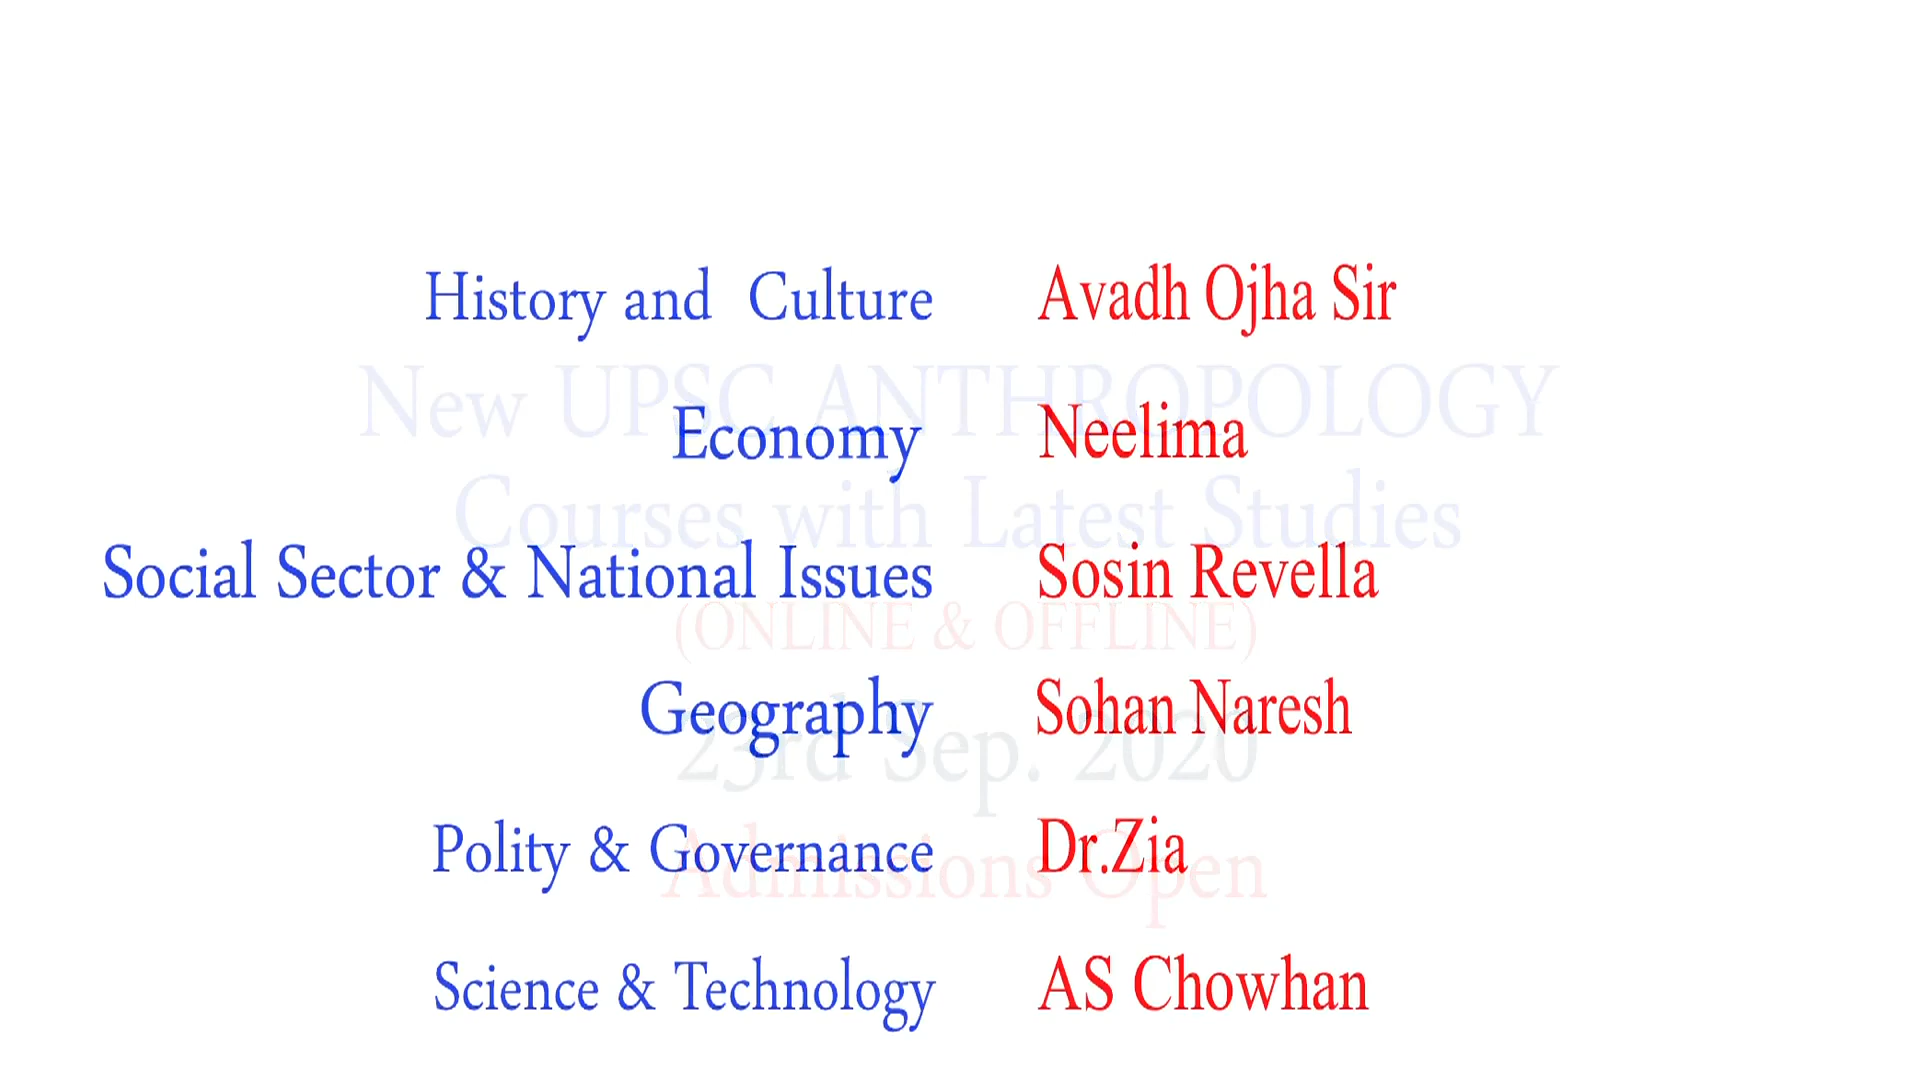 History and Culture Avadh Ojha Sir
New UPSC ANTHROPOLOGY
Economy Neelima
Courses with Latest Studies
Social Sector & National Issues Sosin Revella
(ONLINE & OFFLINE)
Geography Sohan Naresh
23rd Sep. 2020
Polity & Governance Dr.Zia
Admissions Open
Science & Technology AS Chowhan